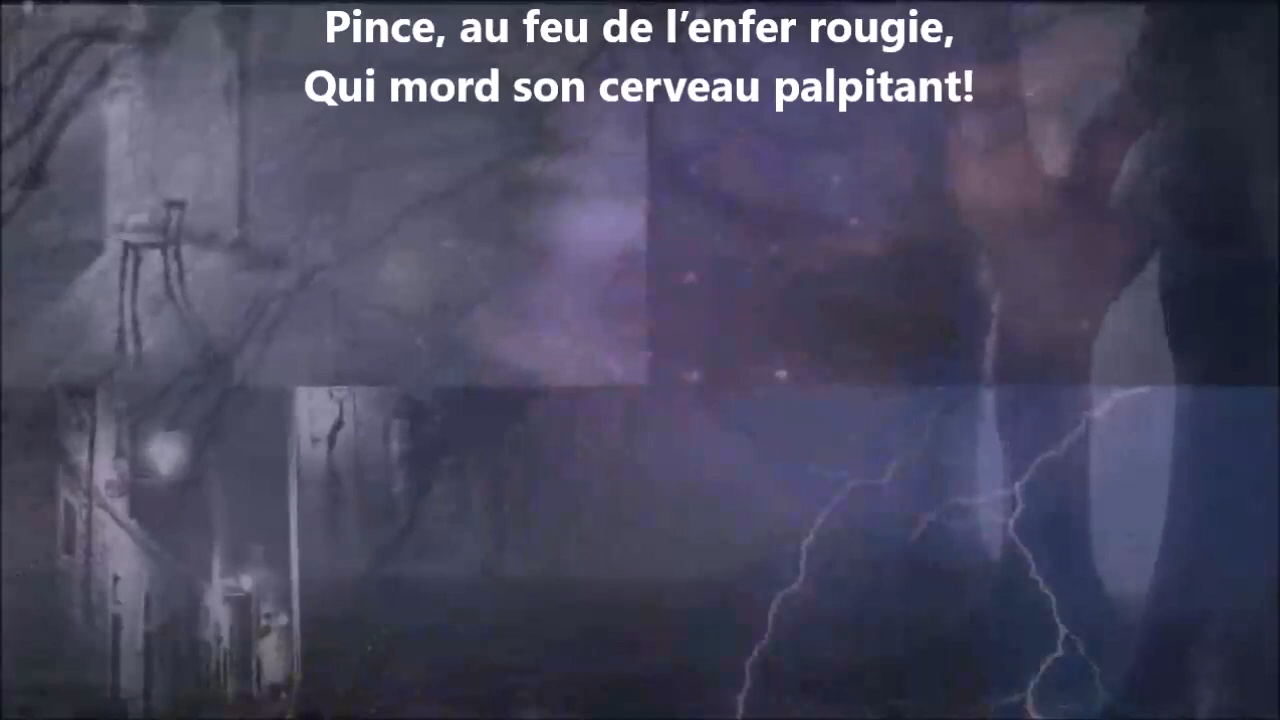 Pince, au feu de l’enfer rougie,
Qui mord son cerveau palpitant!